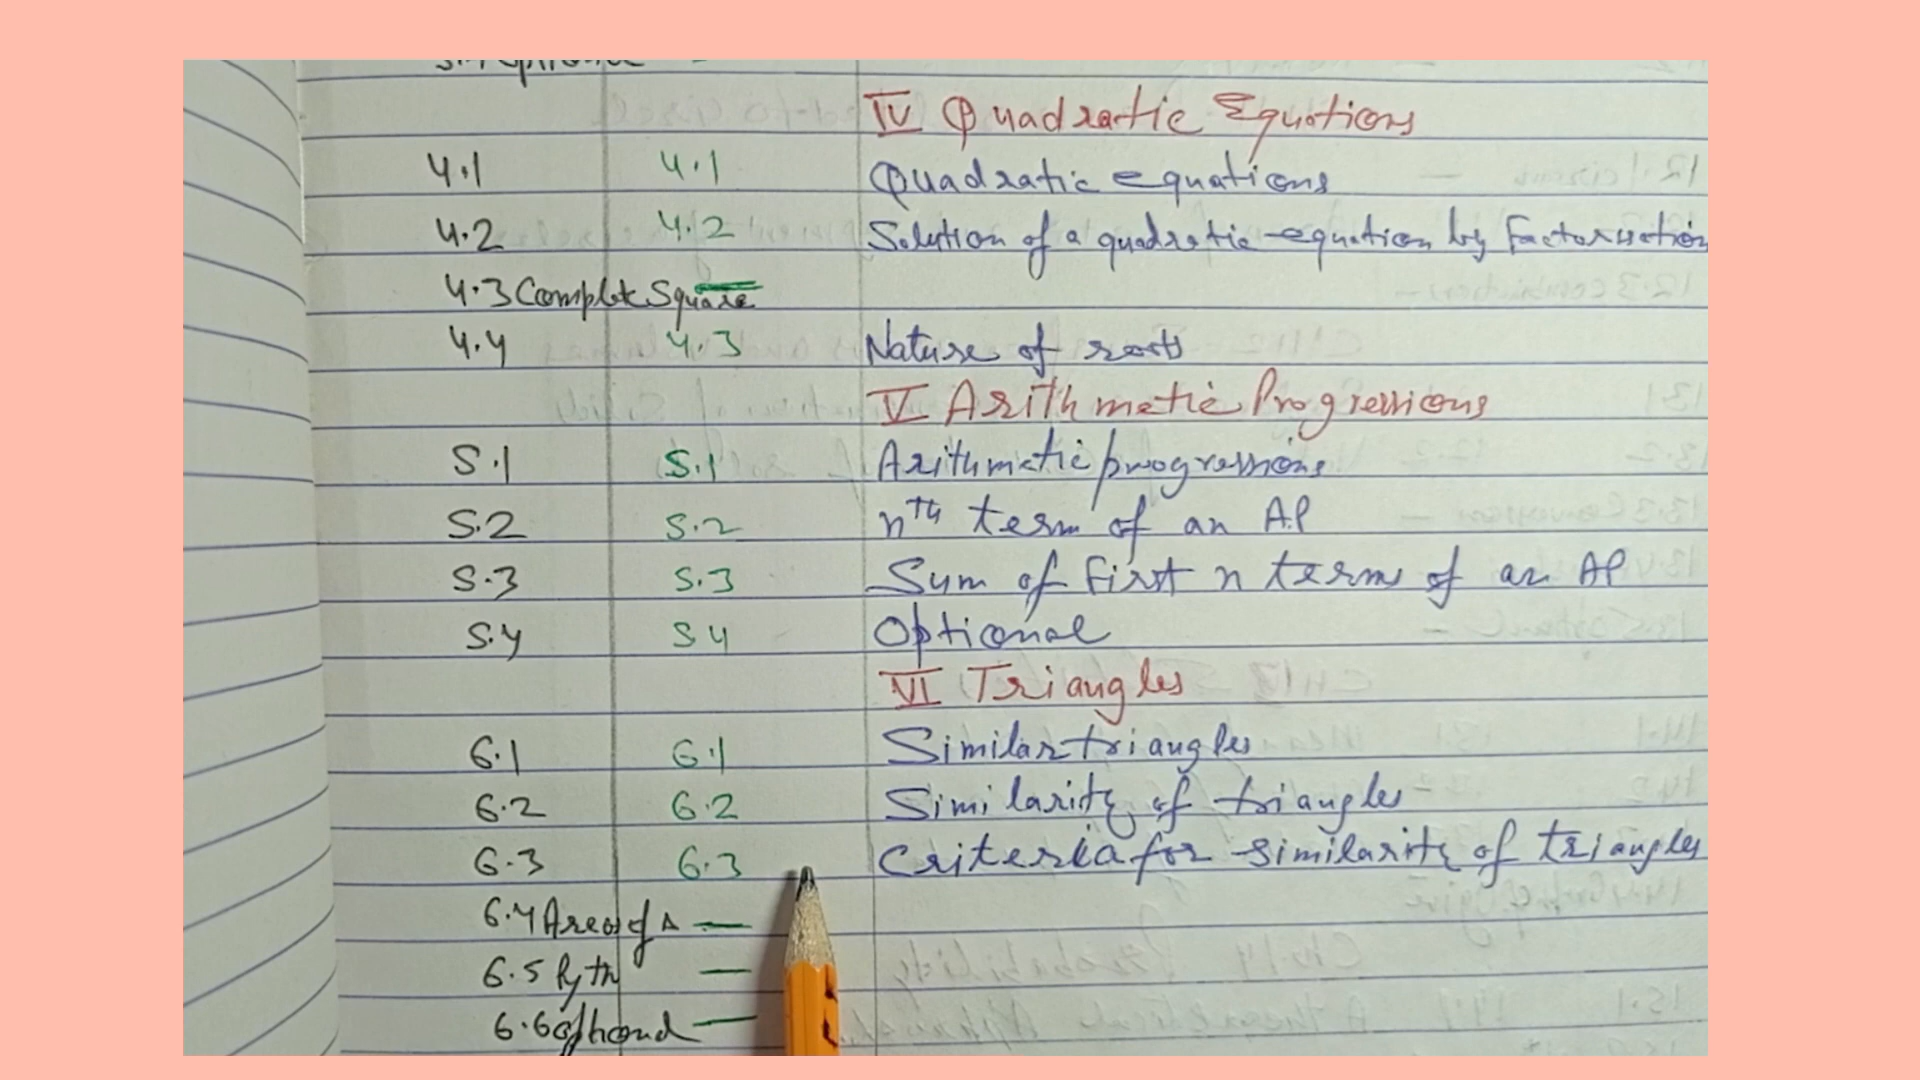 IV Quadratic Equations
4.1 4.1 Quadratic equations
4.2 4.2 Solution of a quadratic equation by Factorisation
4.3 Complete Square —
4.4 4.3 Nature of roots
V Arithmetic Progressions
5.1 5.1 Arithmetic progressions
5.2 5.2 nth term of an AP
5.3 5.3 Sum of First n terms of an AP
5.4 5.4 Optional
VI Triangles
6.1 6.1 Similar triangles
6.2 6.2 Similarity of triangles
6.3 6.3 Criteria for similarity of triangles
6.4 Area of Δ —
6.5 Pyth —
6.6 —